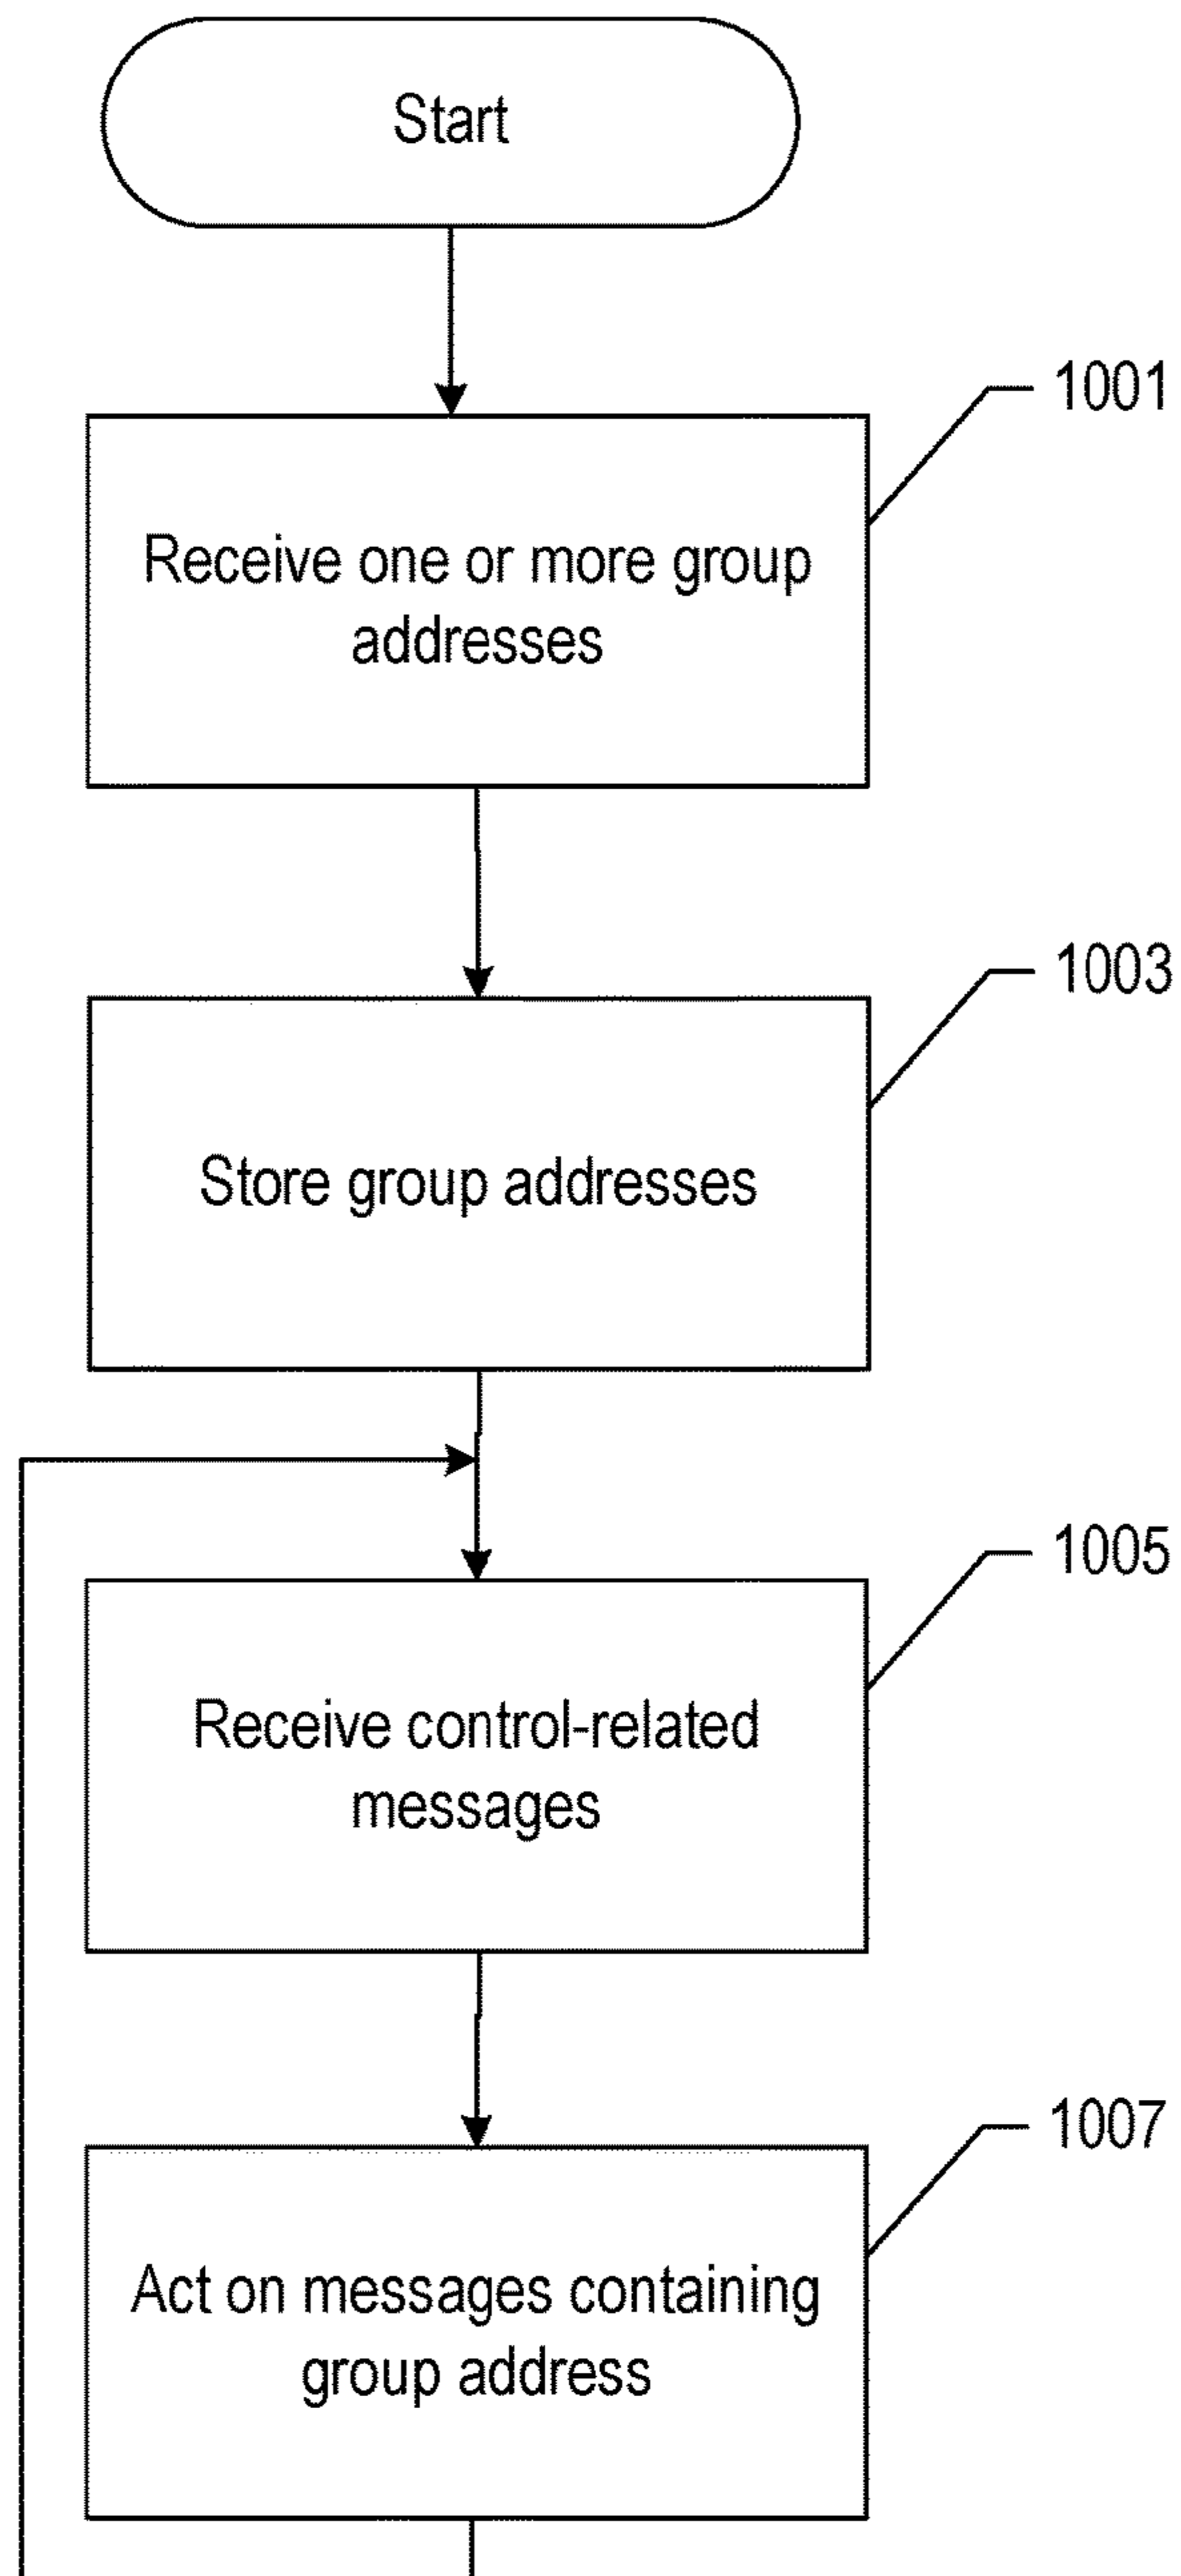 Start
1001
Receive one or more group
addresses
1003
Store group addresses
1005
Receive control-related
messages
1007
Act on messages containing
group address